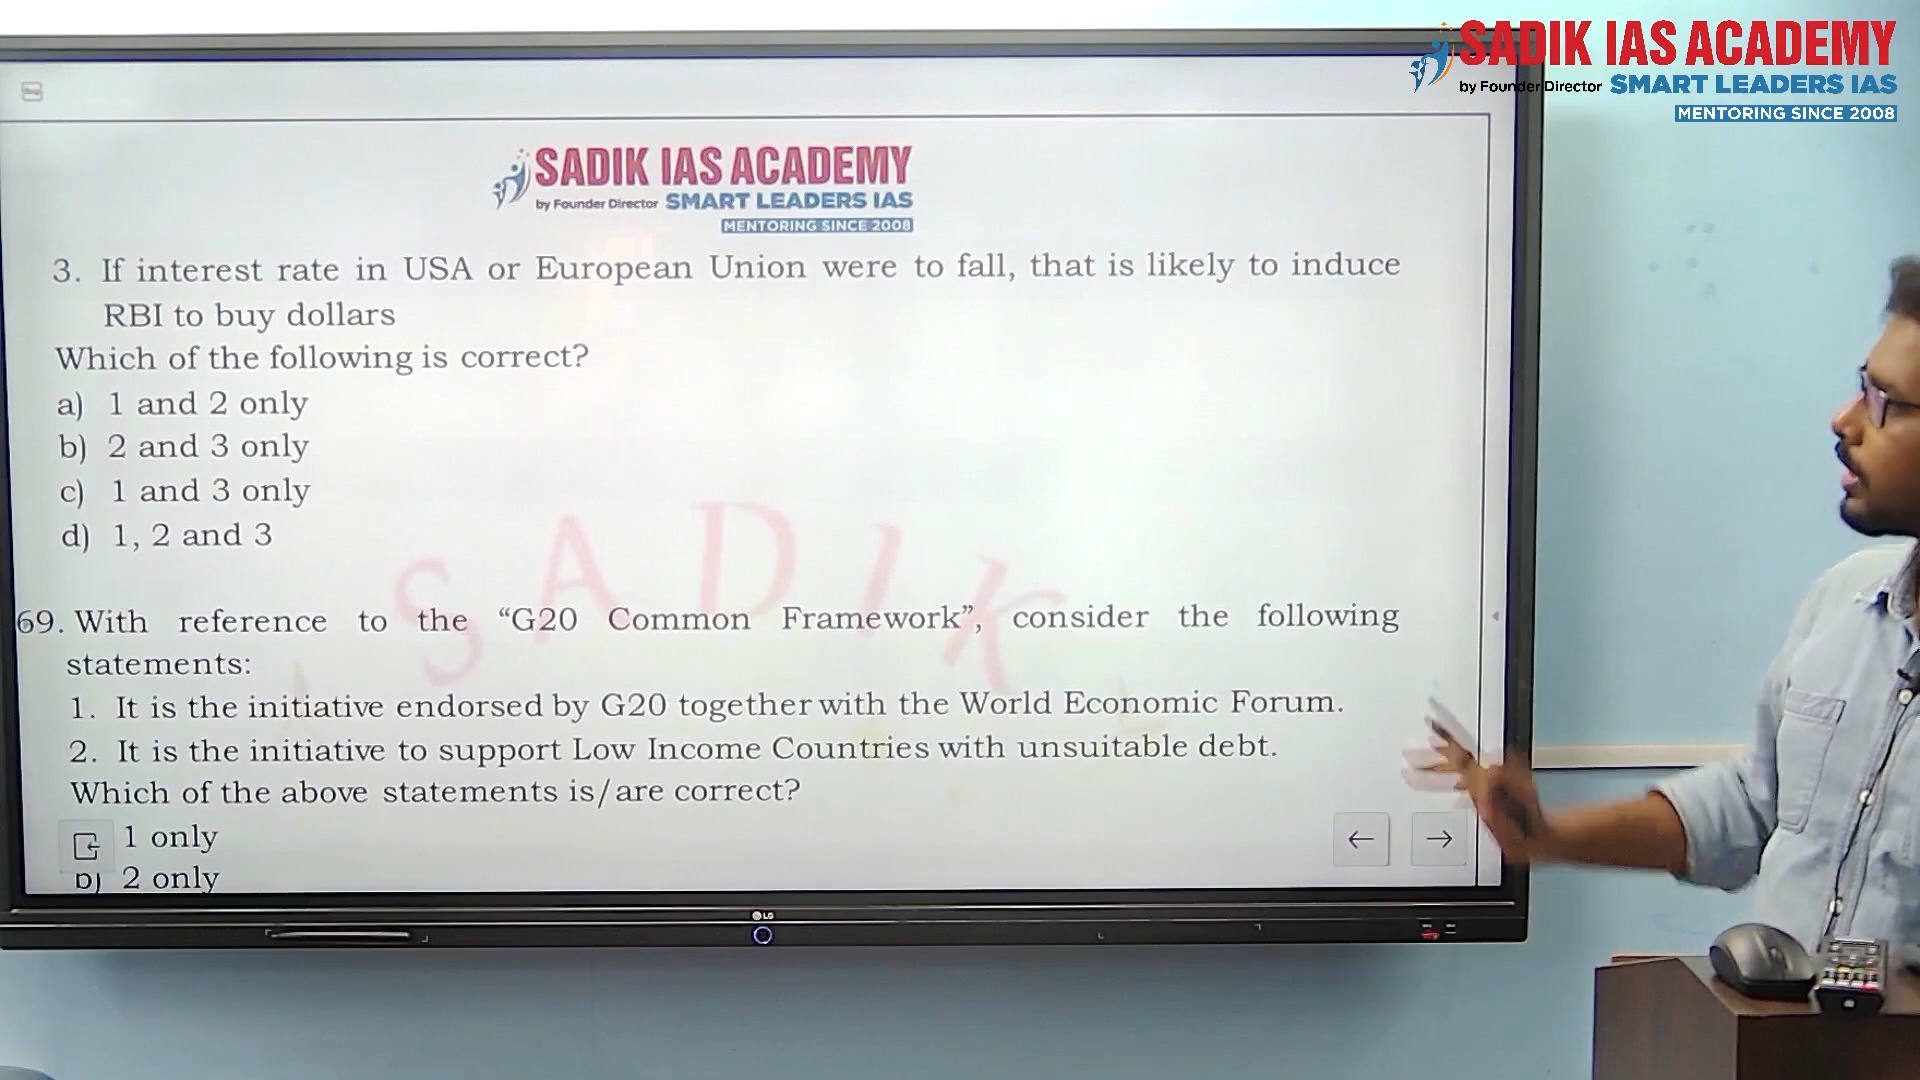 SADIK IAS ACADEMY
by Founder Director SMART LEADERS IAS
MENTORING SINCE 2008
SADIK IAS ACADEMY
by Founder Director SMART LEADERS IAS
MENTORING SINCE 2008
3. If interest rate in USA or European Union were to fall, that is likely to induce
RBI to buy dollars
Which of the following is correct?
a) 1 and 2 only
b) 2 and 3 only
c) 1 and 3 only
d) 1, 2 and 3
SADIK
69. With reference to the “G20 Common Framework”, consider the following
statements:
1. It is the initiative endorsed by G20 together with the World Economic Forum.
2. It is the initiative to support Low Income Countries with unsuitable debt.
Which of the above statements is/are correct?
1 only
b) 2 only
LG